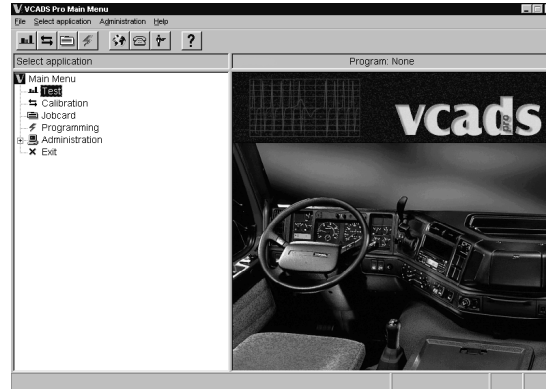 VCADS Pro Main Menu
File Select application Administration Help
?
Select application
Program: None
Main Menu
Test
Calibration
Jobcard
Programming
Administration
Exit
vcads
pro